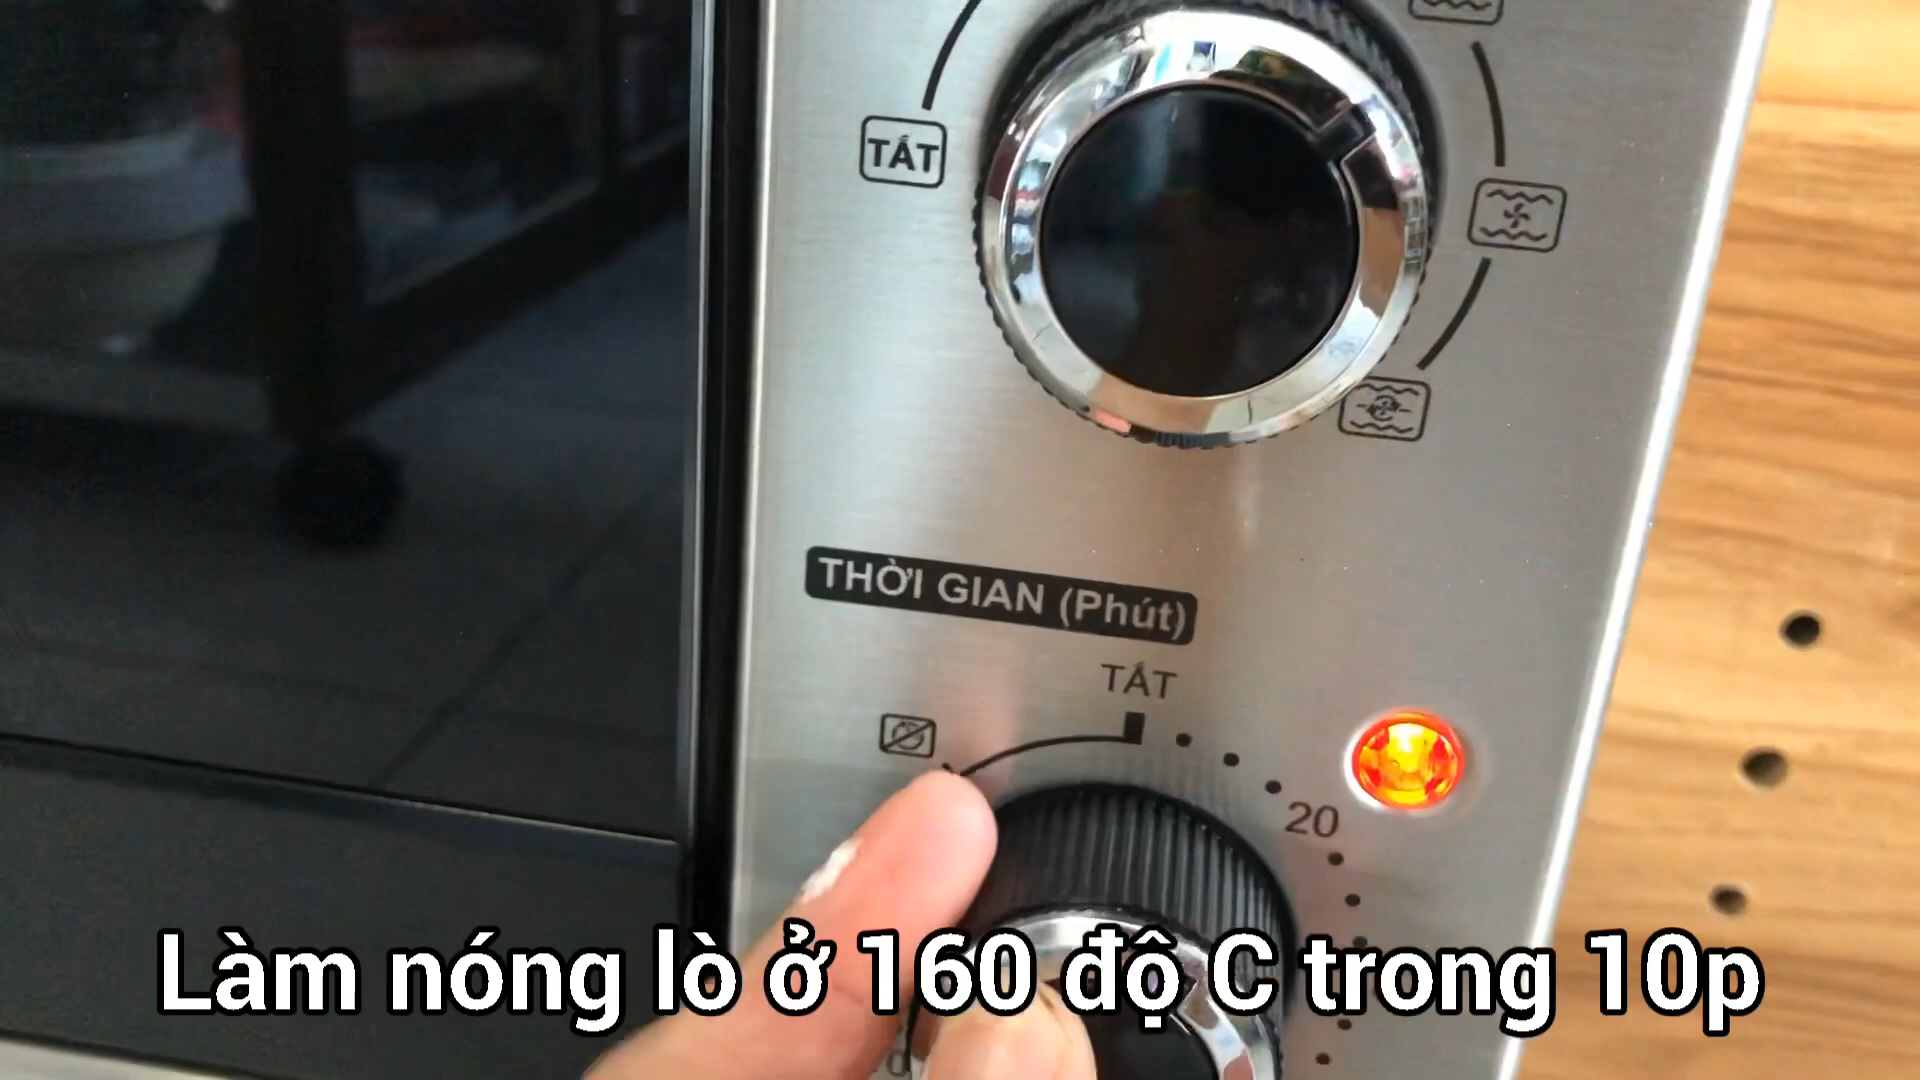 TẮT
THỜI GIAN (Phút)
TẮT
20
Làm nóng lò ở 160 độ C trong 10p